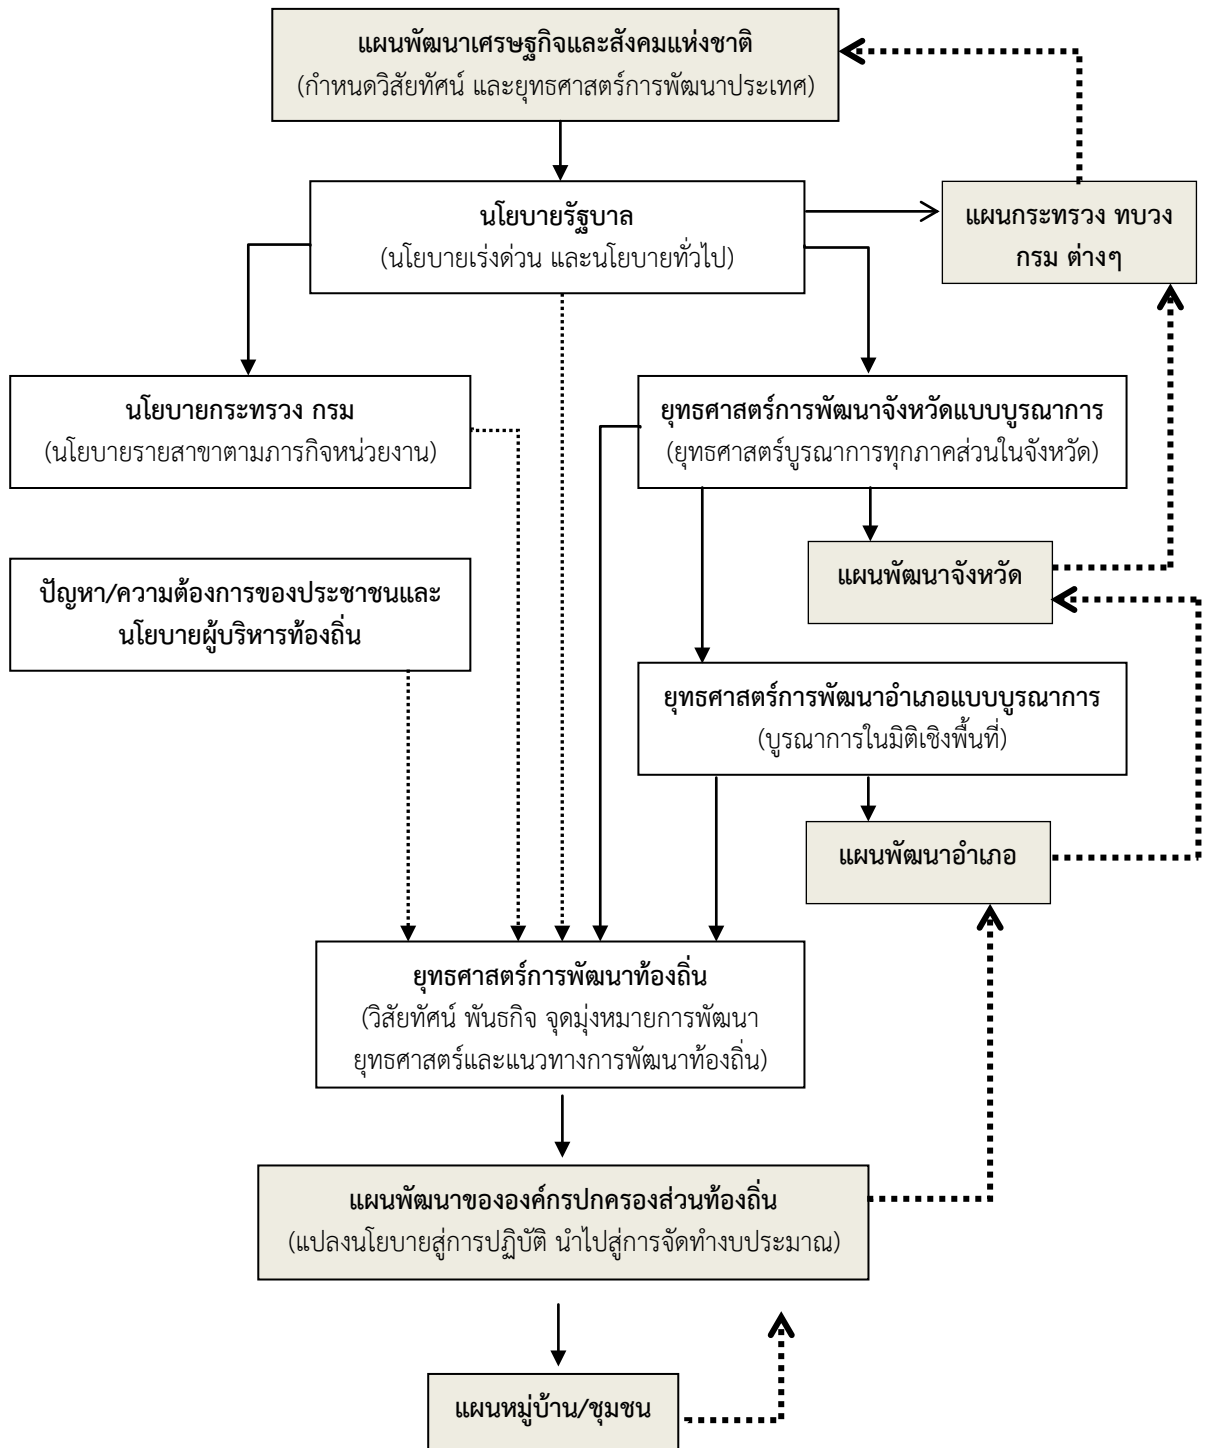 แผนพัฒนาเศรษฐกิจและสังคมแห่งชาติ
(กำหนดวิสัยทัศน์ และยุทธศาสตร์การพัฒนาประเทศ)
นโยบายรัฐบาล
(นโยบายเร่งด่วน และนโยบายทั่วไป)
แผนกระทรวง ทบวง
กรม ต่างๆ
นโยบายกระทรวง กรม
(นโยบายรายสาขาตามภารกิจหน่วยงาน)
ยุทธศาสตร์การพัฒนาจังหวัดแบบบูรณาการ
(ยุทธศาสตร์บูรณาการทุกภาคส่วนในจังหวัด)
แผนพัฒนาจังหวัด
ปัญหา/ความต้องการของประชาชนและ
นโยบายผู้บริหารท้องถิ่น
ยุทธศาสตร์การพัฒนาอำเภอแบบบูรณาการ
(บูรณาการในมิติเชิงพื้นที่)
แผนพัฒนาอำเภอ
ยุทธศาสตร์การพัฒนาท้องถิ่น
(วิสัยทัศน์ พันธกิจ จุดมุ่งหมายการพัฒนา
ยุทธศาสตร์และแนวทางการพัฒนาท้องถิ่น)
แผนพัฒนาขององค์กรปกครองส่วนท้องถิ่น
(แปลงนโยบายสู่การปฏิบัติ นำไปสู่การจัดทำงบประมาณ)
แผนหมู่บ้าน/ชุมชน